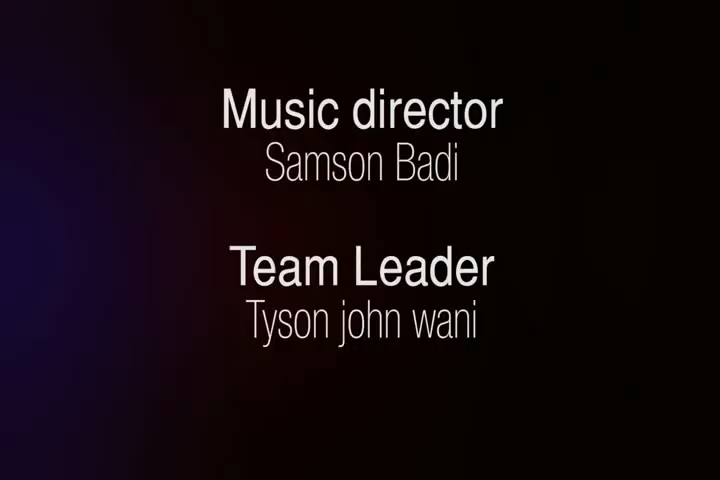 Music director
Samson Badi
Team Leader
Tyson john wani